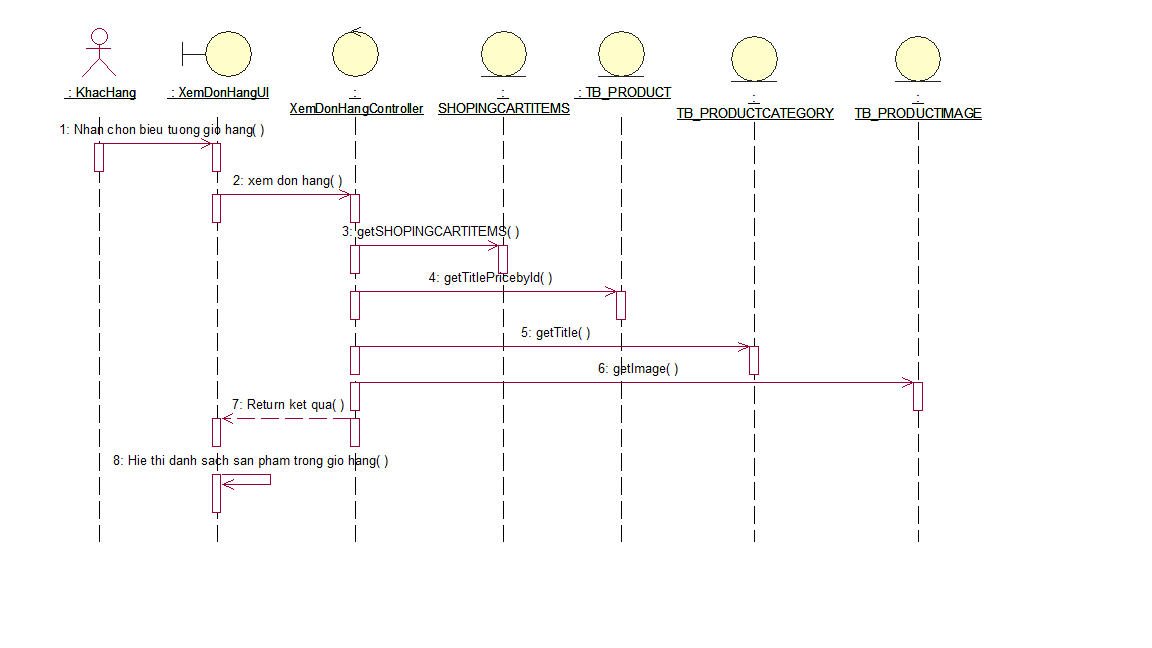 : KhacHang
: XemDonHangUI
:
XemDonHangController
:
SHOPINGCARTITEMS
: TB_PRODUCT
:
TB_PRODUCTCATEGORY
:
TB_PRODUCTIMAGE
1: Nhan chon bieu tuong gio hang( )
2: xem don hang( )
3: getSHOPINGCARTITEMS( )
4: getTitlePricebyId( )
5: getTitle( )
6: getImage( )
7: Return ket qua( )
8: Hie thi danh sach san pham trong gio hang( )